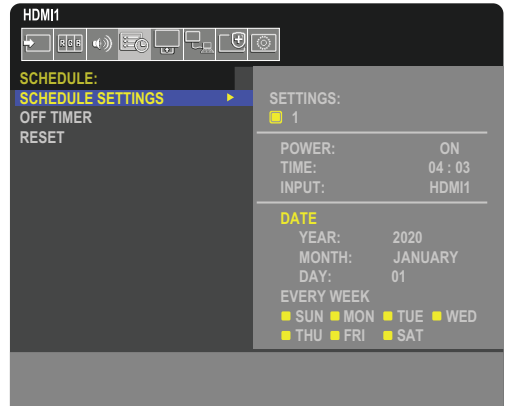 HDMI1
RGB
SCHEDULE:
SCHEDULE SETTINGS
OFF TIMER
RESET
SETTINGS:
1
POWER: ON
TIME: 04 : 03
INPUT: HDMI1
DATE
YEAR: 2020
MONTH: JANUARY
DAY: 01
EVERY WEEK
SUN MON TUE WED
THU FRI SAT